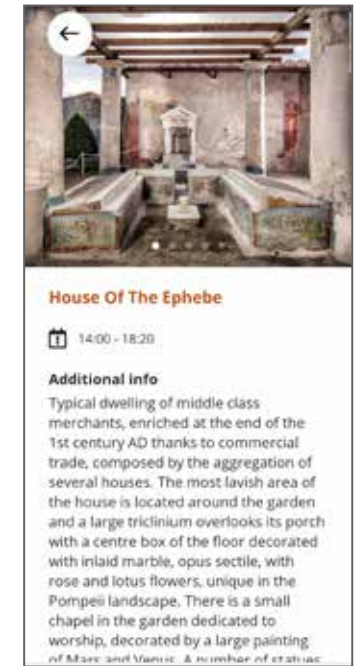 House Of The Ephebe
14:00 - 18:20
Additional info
Typical dwelling of middle class
merchants, enriched at the end of the
1st century AD thanks to commercial
trade, composed by the aggregation of
several houses. The most lavish area of
the house is located around the garden
and a large triclinium overlooks its porch
with a centre box of the floor decorated
with inlaid marble, opus sectile, with
rose and lotus flowers, unique in the
Pompeii landscape. There is a small
chapel in the garden dedicated to
worship, decorated by a large painting
of Mars and Venus. A number of statues